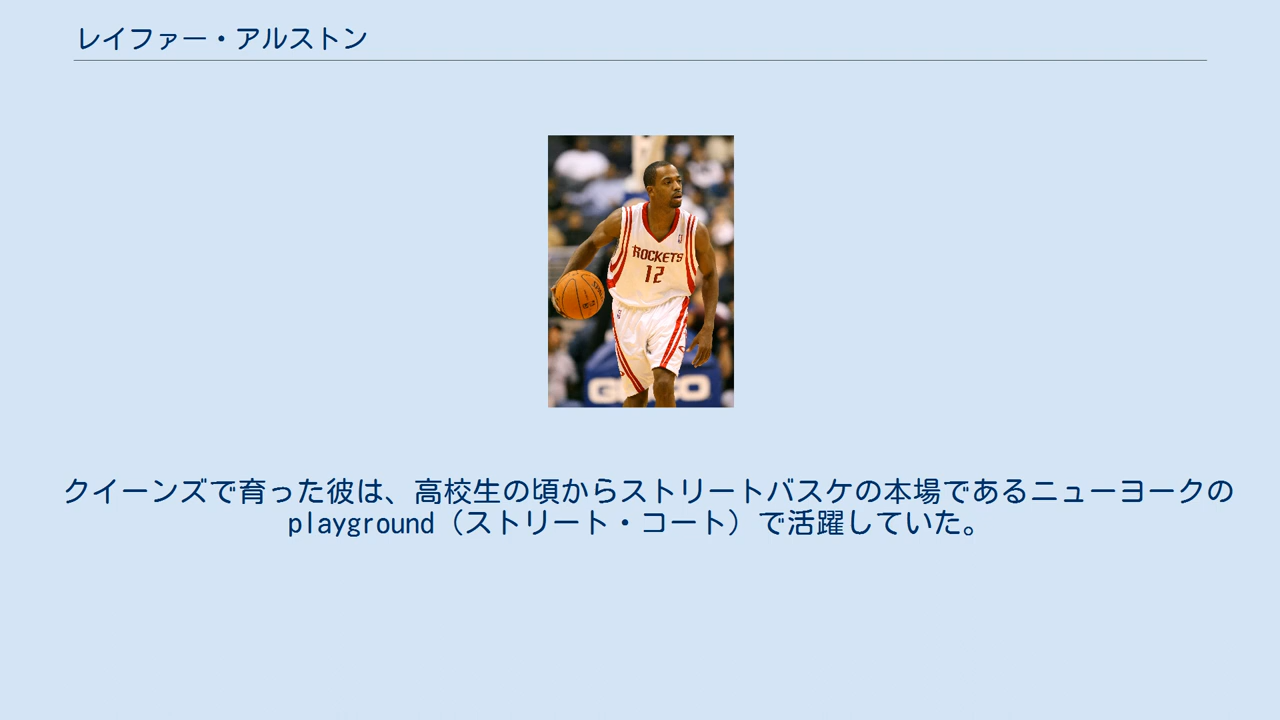 レイファー・アルストン
ROCKETS
12
クイーンズで育った彼は、高校生の頃からストリートバスケの本場であるニューヨークの
playground（ストリート・コート）で活躍していた。